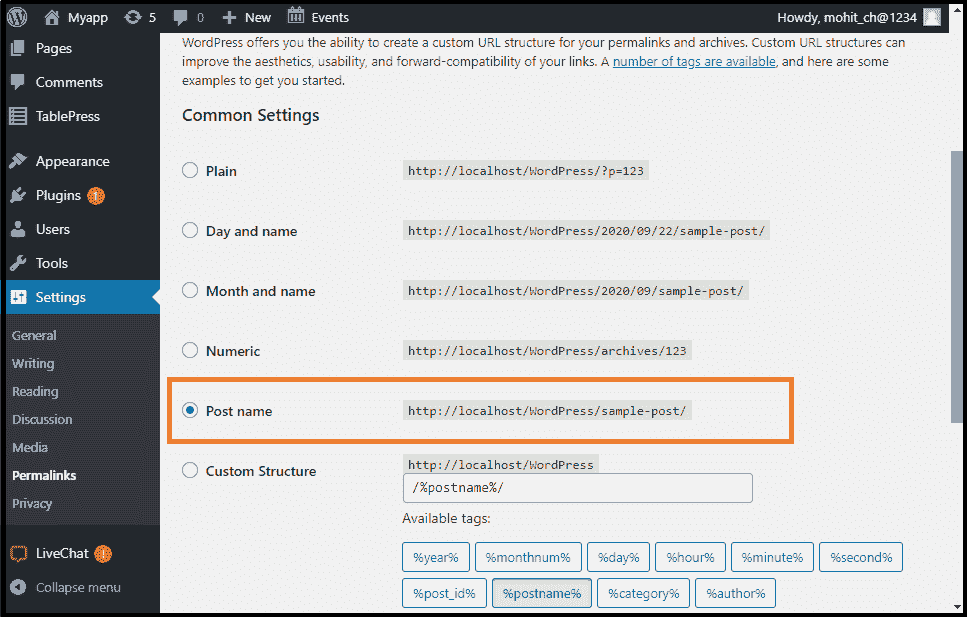 Myapp 5 0 New Events Howdy, mohit_ch@1234
Pages
Comments
TablePress
Appearance
Plugins 1
Users
Tools
Settings
General
Writing
Reading
Discussion
Media
Permalinks
Privacy
LiveChat 1
Collapse menu
WordPress offers you the ability to create a custom URL structure for your permalinks and archives. Custom URL structures can
improve the aesthetics, usability, and forward-compatibility of your links. A number of tags are available, and here are some
examples to get you started.
Common Settings
Plain http://localhost/WordPress/?p=123
Day and name http://localhost/WordPress/2020/09/22/sample-post/
Month and name http://localhost/WordPress/2020/09/sample-post/
Numeric http://localhost/WordPress/archives/123
Post name http://localhost/WordPress/sample-post/
Custom Structure http://localhost/WordPress
/%postname%/
Available tags:
%year% %monthnum% %day% %hour% %minute% %second%
%post_id% %postname% %category% %author%